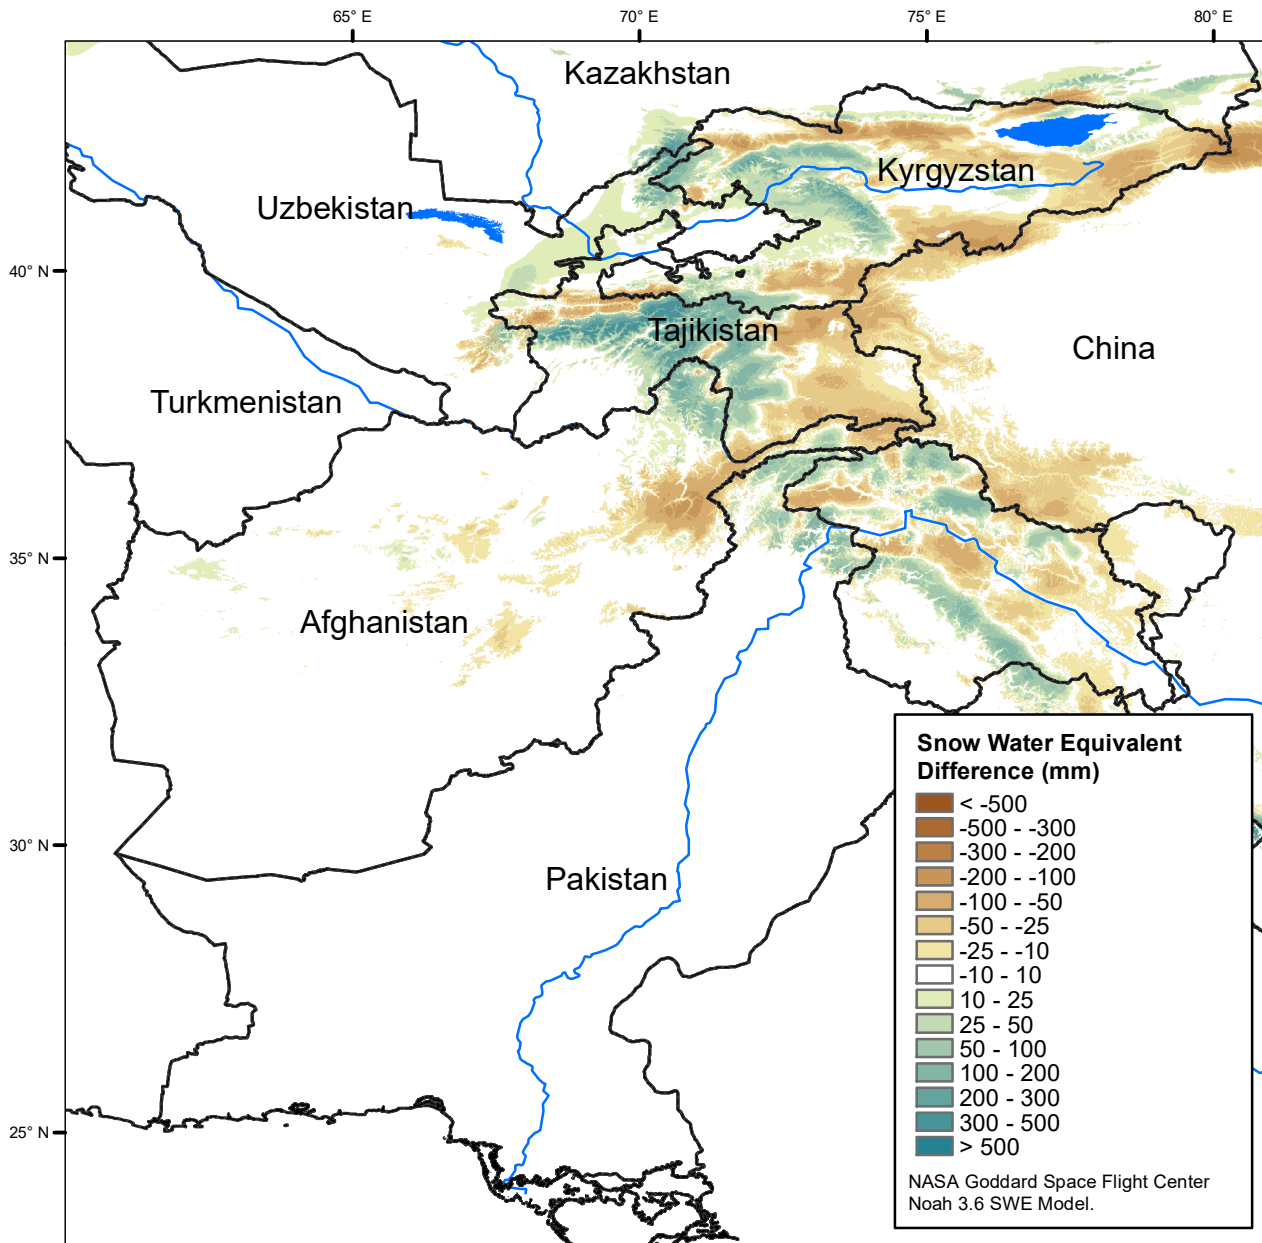 65° E
70° E
75° E
80° E
Kazakhstan
Kyrgyzstan
Uzbekistan
40° N
Tajikistan
China
Turkmenistan
35° N
Afghanistan
30° N
Pakistan
25° N
Snow Water Equivalent
Difference (mm)
< -500
-500 - -300
-300 - -200
-200 - -100
-100 - -50
-50 - -25
-25 - -10
-10 - 10
10 - 25
25 - 50
50 - 100
100 - 200
200 - 300
300 - 500
> 500
NASA Goddard Space Flight Center
Noah 3.6 SWE Model.